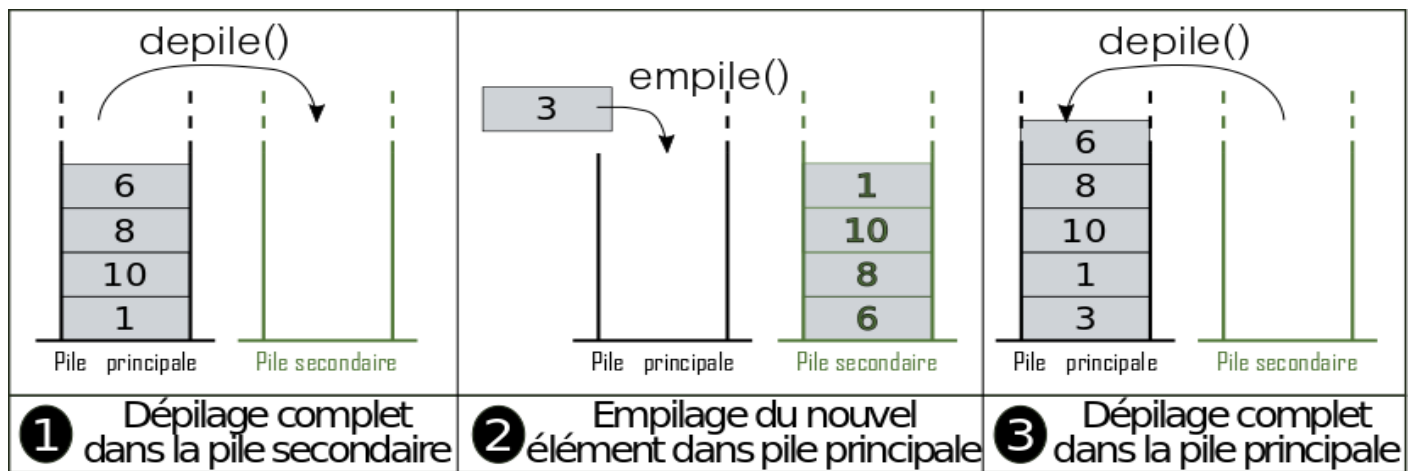 depile()
6
8
10
1
Pile principale
Pile secondaire
1 Dépilage complet
dans la pile secondaire
empile()
3
1
10
8
6
Pile principale
Pile secondaire
2 Empilage du nouvel
élément dans pile principale
depile()
6
8
10
1
3
Pile principale
Pile secondaire
3 Dépilage complet
dans la pile principale